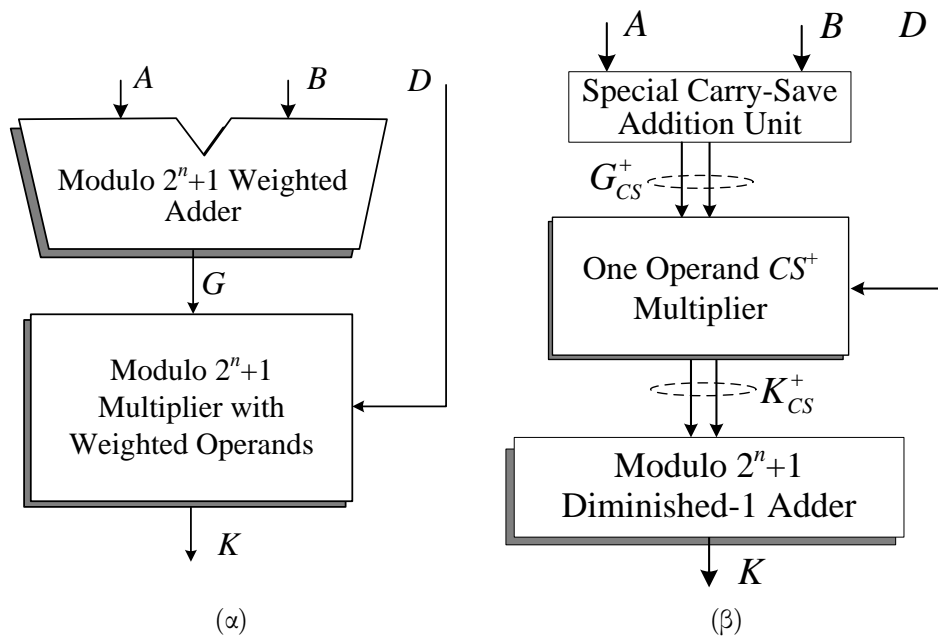 A B D
Modulo 2ⁿ+1 Weighted
Adder
G
Modulo 2ⁿ+1
Multiplier with
Weighted Operands
K
(α)
A B D
Special Carry-Save
Addition Unit
G⁺CS
One Operand CS⁺
Multiplier
K⁺CS
Modulo 2ⁿ+1
Diminished-1 Adder
K
(β)